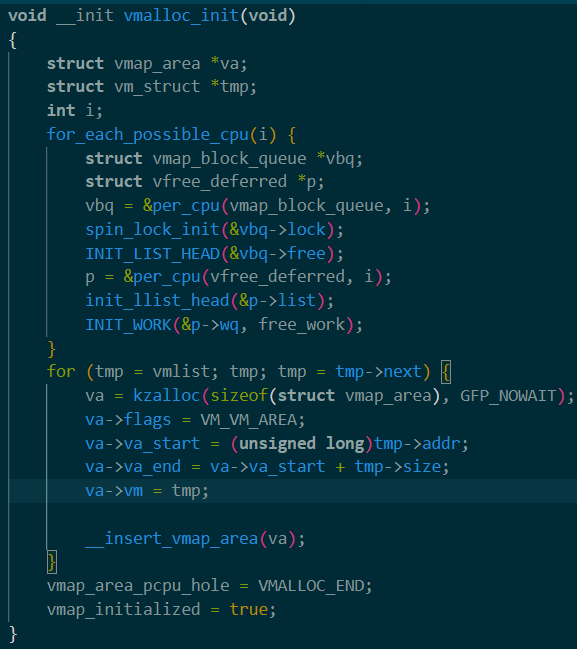 void __init vmalloc_init(void)
{
    struct vmap_area *va;
    struct vm_struct *tmp;
    int i;
    for_each_possible_cpu(i) {
        struct vmap_block_queue *vbq;
        struct vfree_deferred *p;
        vbq = &per_cpu(vmap_block_queue, i);
        spin_lock_init(&vbq->lock);
        INIT_LIST_HEAD(&vbq->free);
        p = &per_cpu(vfree_deferred, i);
        init_llist_head(&p->list);
        INIT_WORK(&p->wq, free_work);
    }
    for (tmp = vmlist; tmp; tmp = tmp->next) {
        va = kzalloc(sizeof(struct vmap_area), GFP_NOWAIT);
        va->flags = VM_VM_AREA;
        va->va_start = (unsigned long)tmp->addr;
        va->va_end = va->va_start + tmp->size;
        va->vm = tmp;

        __insert_vmap_area(va);
    }
    vmap_area_pcpu_hole = VMALLOC_END;
    vmap_initialized = true;
}